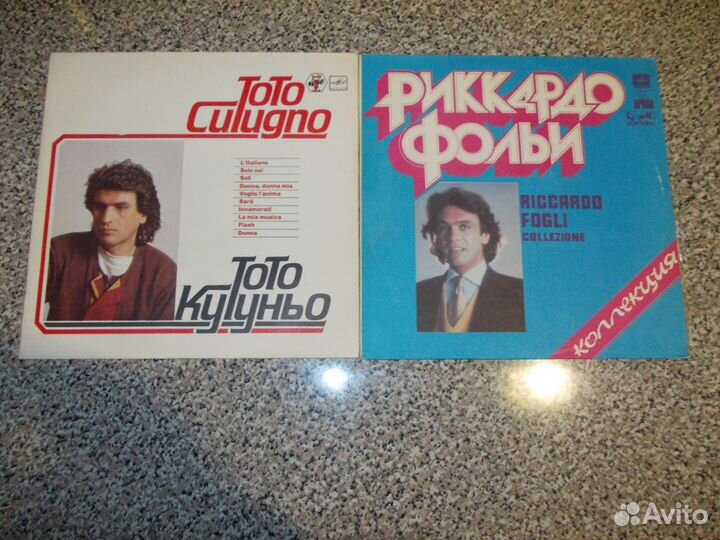 Toto
Cutugno
L'Italiano
Solo noi
Soli
Donna, donna mia
Voglio l'anima
Sarà
Innamorati
La mia musica
Flash
Donna
Тото
Кутуньо
Риккардо
Фольи
RICCARDO
FOGLI
COLLEZIONE
КОЛЛЕКЦИЯ
Avito